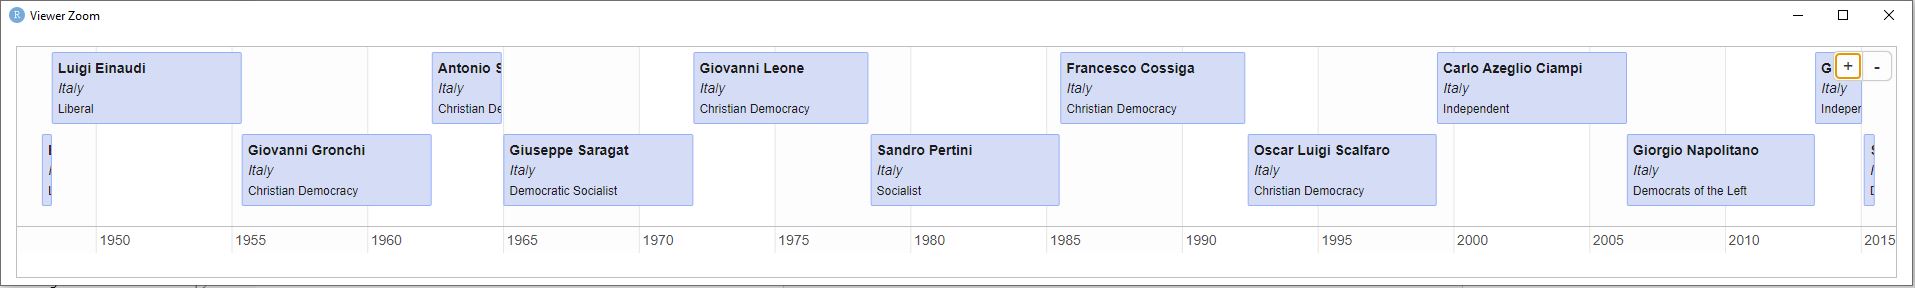 Viewer Zoom
Luigi Einaudi
Italy
Liberal
Antonio S
Italy
Christian De
Giovanni Leone
Italy
Christian Democracy
Francesco Cossiga
Italy
Christian Democracy
Carlo Azeglio Ciampi
Italy
Independent
G
Italy
Indeper
+ -
Giovanni Gronchi
Italy
Christian Democracy
Giuseppe Saragat
Italy
Democratic Socialist
Sandro Pertini
Italy
Socialist
Oscar Luigi Scalfaro
Italy
Christian Democracy
Giorgio Napolitano
Italy
Democrats of the Left
1950 1955 1960 1965 1970 1975 1980 1985 1990 1995 2000 2005 2010 2015